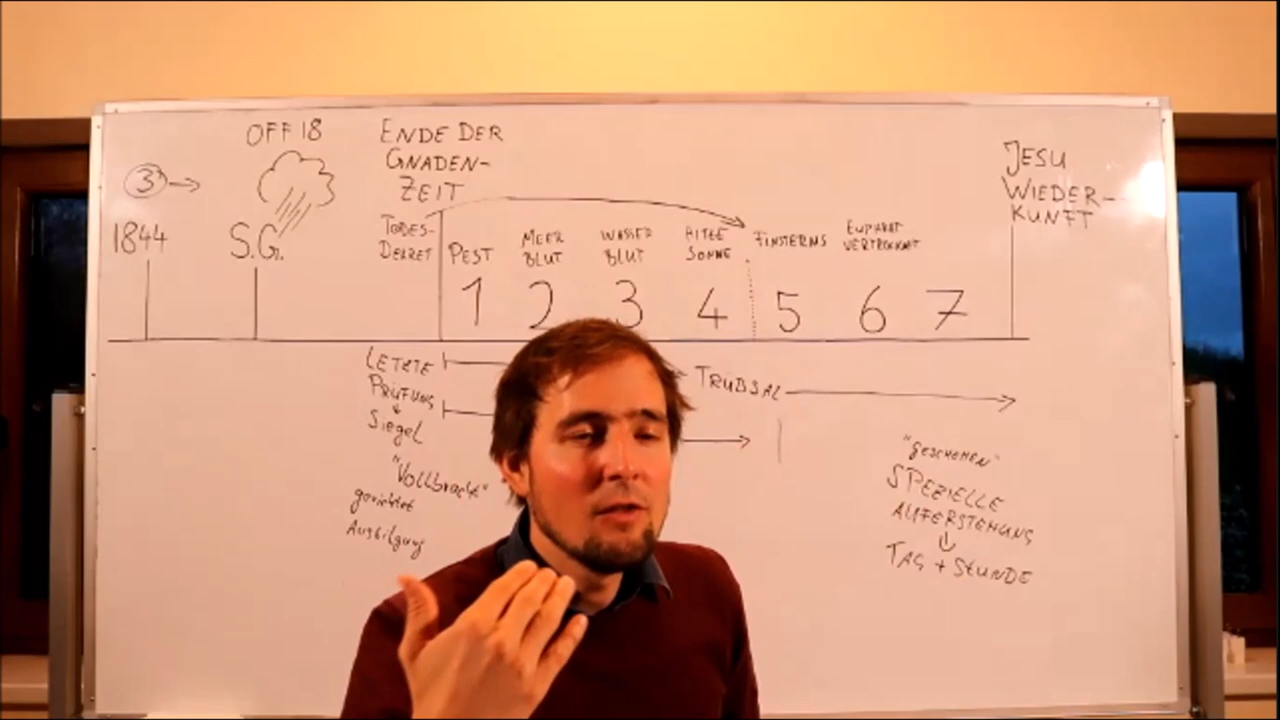 OFF 18
ENDE DER
GNADEN-
ZEIT
JESU
WIEDER-
KUNFT
3
1844
S.G.
TODES-
DEKRET
PEST
MEER
BLUT
WASSER
BLUT
HITZE
SONNE
FINSTERNIS
EUPHRAT
VERTROCKNET
1 2 3 4 5 6 7
LETZTE
PRÜFUNG
SIEGEL
TRÜBSAL
"Vollbracht"
gerichtet
Austilgung
"GESCHEHEN"
SPEZIELLE
AUFERSTEHUNG
TAG + STUNDE